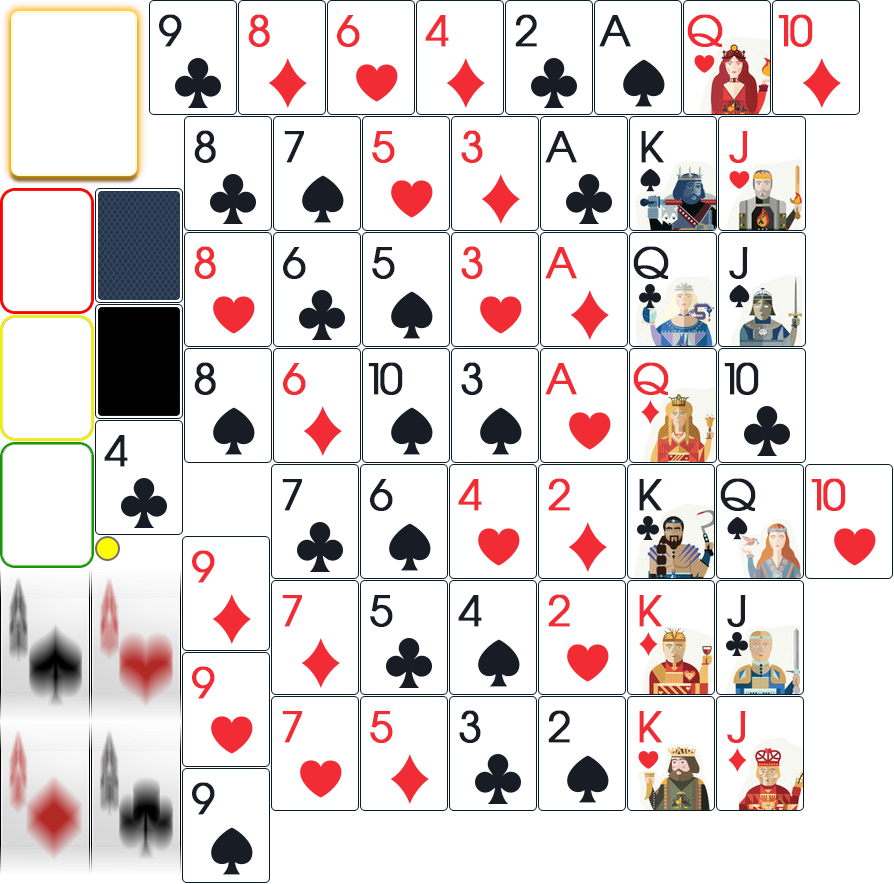 9 8 6 4 2 A Q 10
8 7 5 3 A K J
8 6 5 3 A Q J
8 6 10 3 A Q 10
4
7 6 4 2 K Q 10
9
7 5 4 2 K J
9
7 5 3 2 K J
9